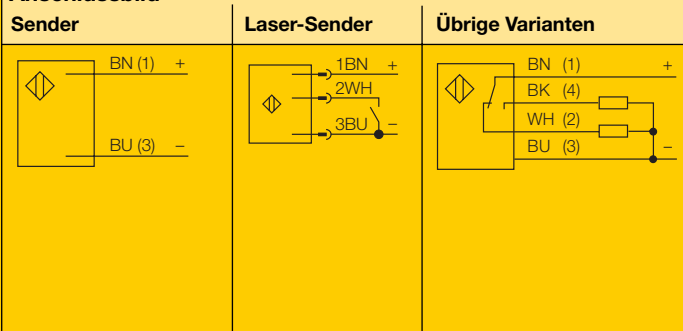 Sender
Laser-Sender
Übrige Varianten
BN (1) +
BU (3) –
1BN +
2WH
3BU –
BN (1) +
BK (4)
WH (2)
BU (3) –